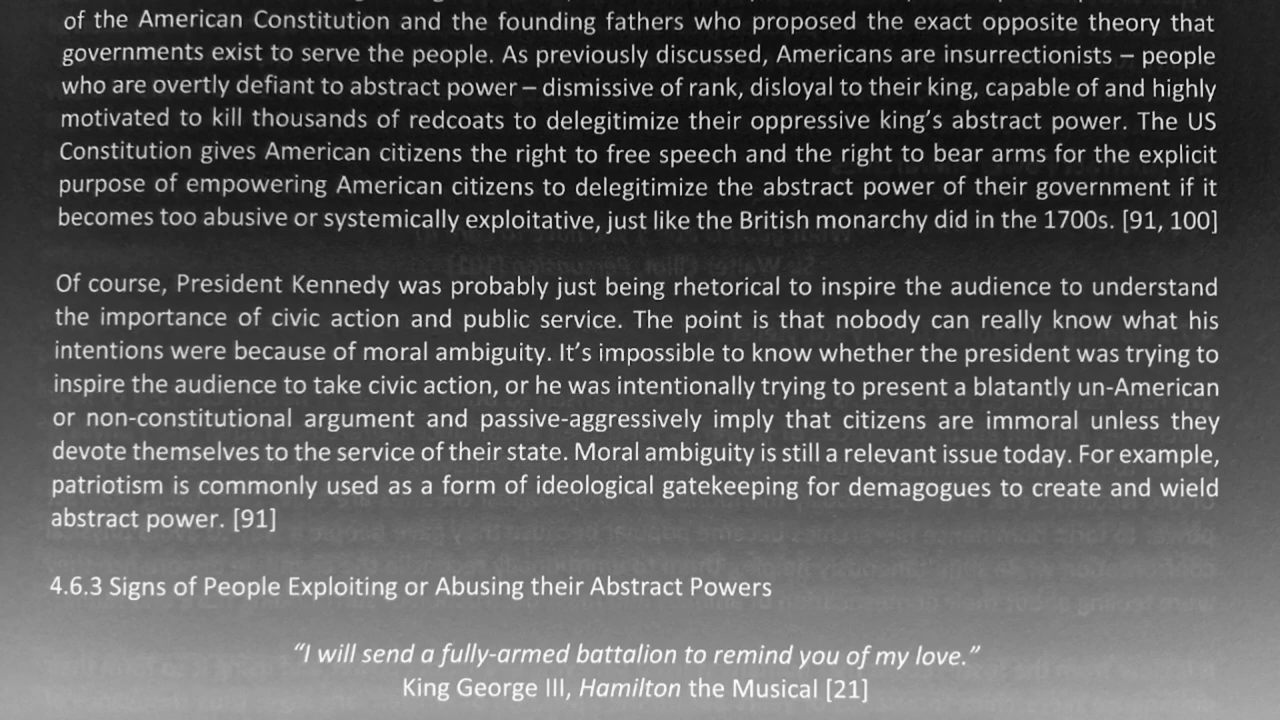 of the American Constitution and the founding fathers who proposed the exact opposite theory that
governments exist to serve the people. As previously discussed, Americans are insurrectionists – people
who are overtly defiant to abstract power – dismissive of rank, disloyal to their king, capable of and highly
motivated to kill thousands of redcoats to delegitimize their oppressive king’s abstract power. The US
Constitution gives American citizens the right to free speech and the right to bear arms for the explicit
purpose of empowering American citizens to delegitimize the abstract power of their government if it
becomes too abusive or systemically exploitative, just like the British monarchy did in the 1700s. [91, 100]
Of course, President Kennedy was probably just being rhetorical to inspire the audience to understand
the importance of civic action and public service. The point is that nobody can really know what his
intentions were because of moral ambiguity. It’s impossible to know whether the president was trying to
inspire the audience to take civic action, or he was intentionally trying to present a blatantly un-American
or non-constitutional argument and passive-aggressively imply that citizens are immoral unless they
devote themselves to the service of their state. Moral ambiguity is still a relevant issue today. For example,
patriotism is commonly used as a form of ideological gatekeeping for demagogues to create and wield
abstract power. [91]
4.6.3 Signs of People Exploiting or Abusing their Abstract Powers
“I will send a fully-armed battalion to remind you of my love.”
King George III, Hamilton the Musical [21]